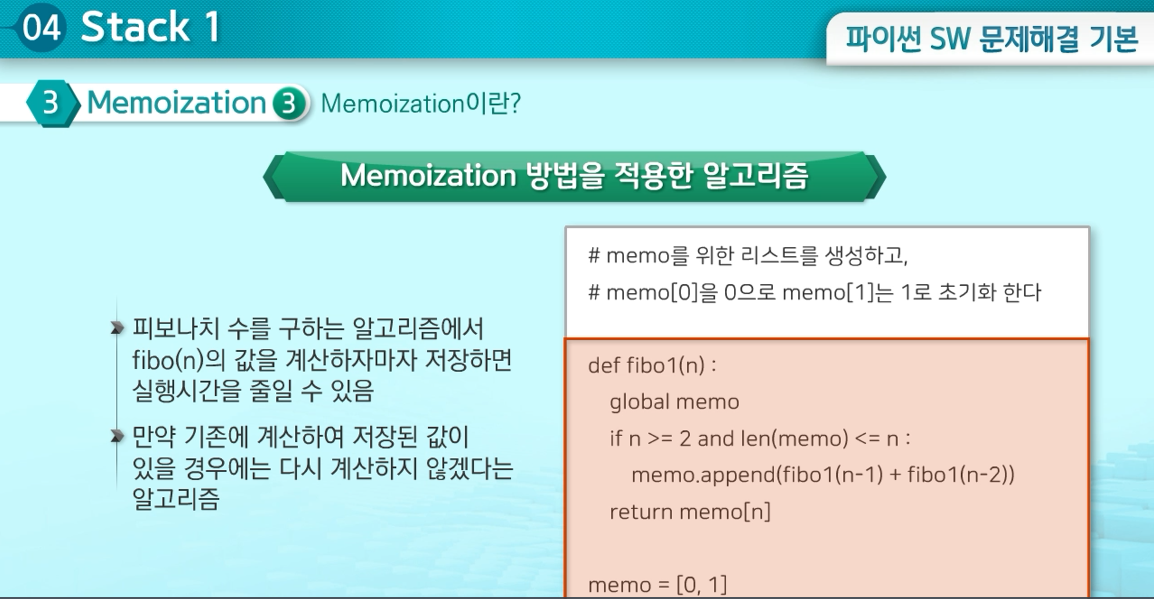 04 Stack 1
파이썬 SW 문제해결 기본
3 Memoization 3 Memoization이란?
Memoization 방법을 적용한 알고리즘
피보나치 수를 구하는 알고리즘에서
fibo(n)의 값을 계산하자마자 저장하면
실행시간을 줄일 수 있음
만약 기존에 계산하여 저장된 값이
있을 경우에는 다시 계산하지 않겠다는
알고리즘
# memo를 위한 리스트를 생성하고,
# memo[0]을 0으로 memo[1]는 1로 초기화 한다
def fibo1(n) :
global memo
if n >= 2 and len(memo) <= n :
memo.append(fibo1(n-1) + fibo1(n-2))
return memo[n]
memo = [0, 1]